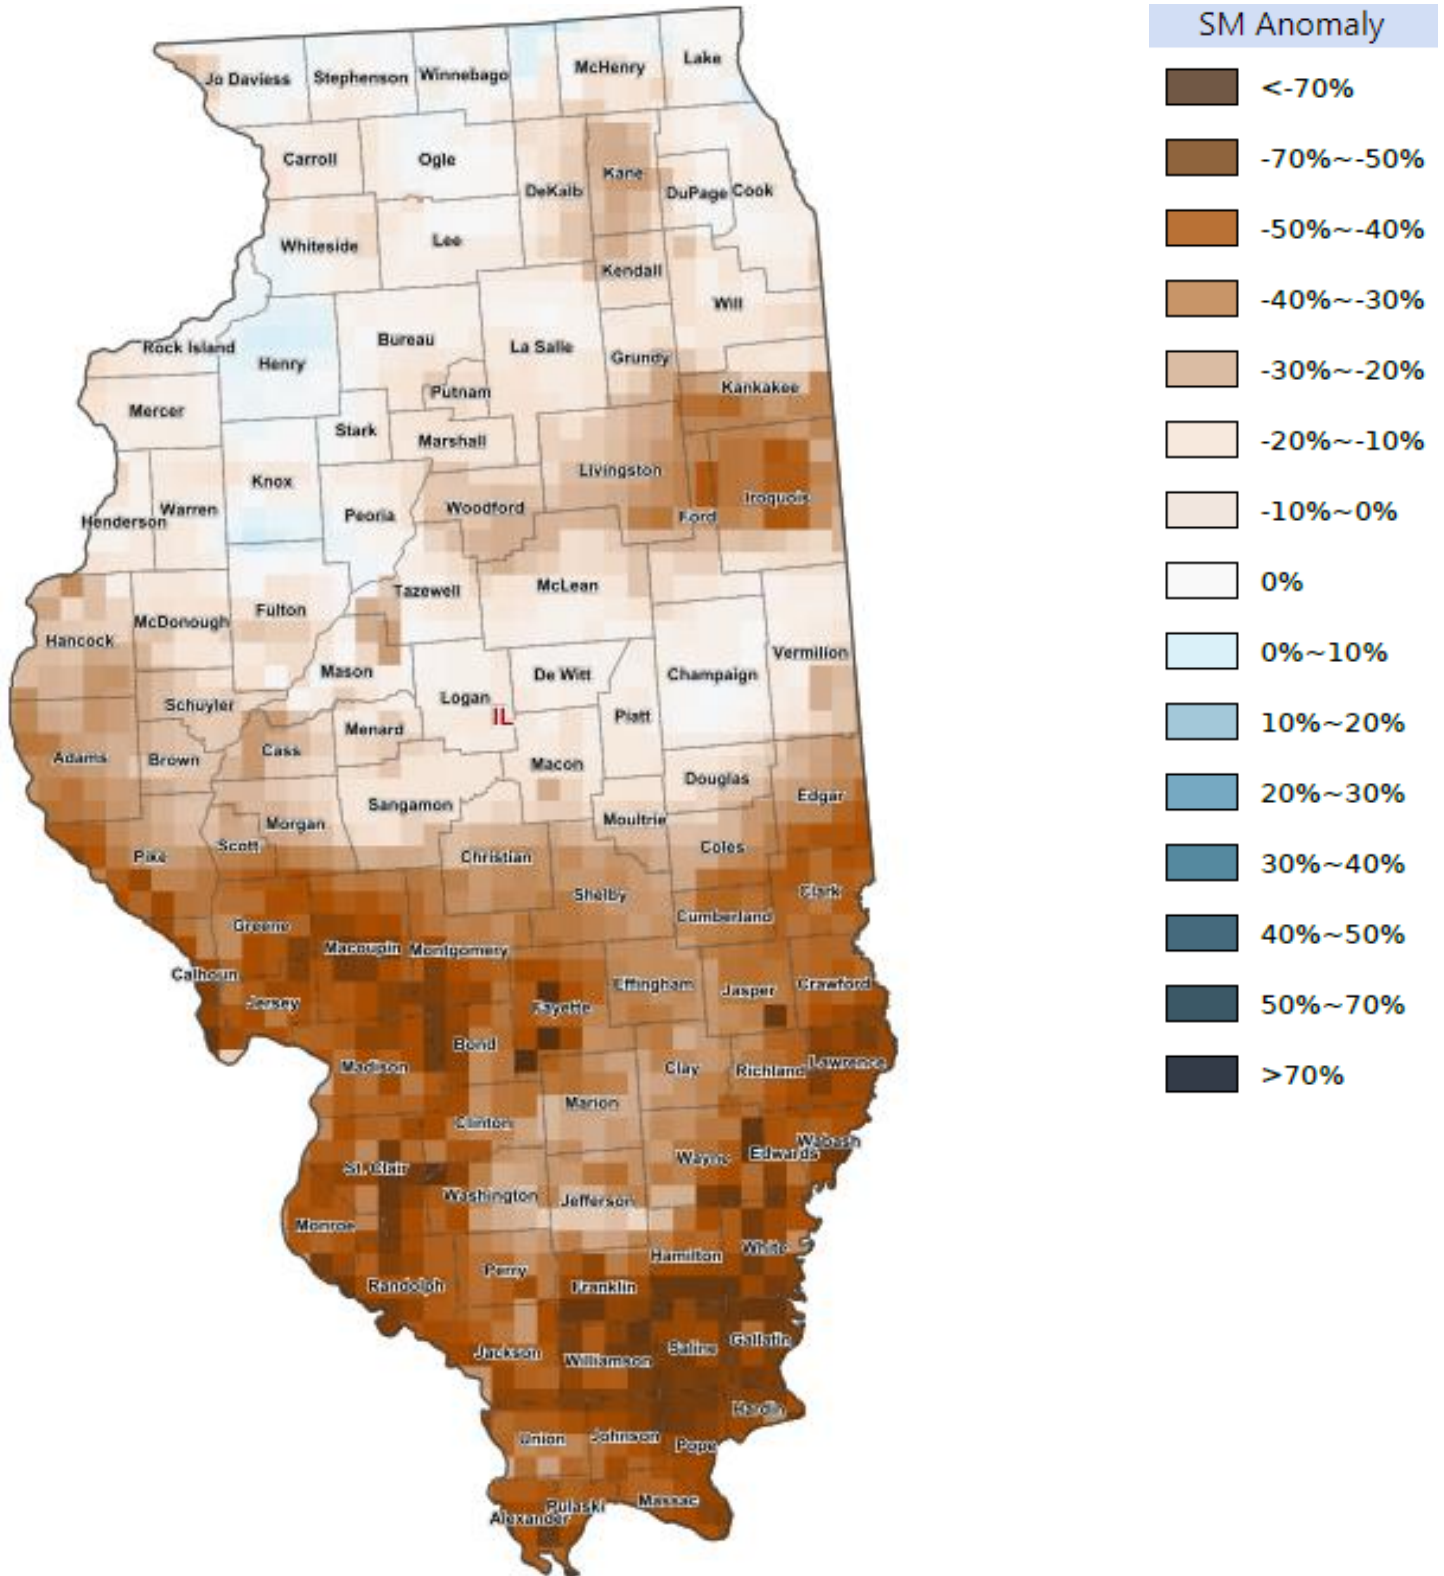 SM Anomaly
<-70%
-70%~-50%
-50%~-40%
-40%~-30%
-30%~-20%
-20%~-10%
-10%~0%
0%
0%~10%
10%~20%
20%~30%
30%~40%
40%~50%
50%~70%
>70%
Jo Daviess
Stephenson
Winnebago
McHenry
Lake
Carroll
Ogle
DeKalb
Kane
DuPage
Cook
Whiteside
Lee
Kendall
Will
Rock Island
Henry
Bureau
La Salle
Grundy
Kankakee
Mercer
Putnam
Stark
Marshall
Livingston
Iroquois
Knox
Warren
Henderson
Peoria
Woodford
Ford
Tazewell
McLean
Fulton
McDonough
Hancock
Mason
De Witt
Champaign
Vermilion
Schuyler
Logan
IL
Piatt
Menard
Adams
Brown
Cass
Macon
Douglas
Edgar
Sangamon
Moultrie
Morgan
Scott
Pike
Christian
Coles
Shelby
Clark
Cumberland
Greene
Macoupin
Montgomery
Calhoun
Jersey
Fayette
Effingham
Jasper
Crawford
Bond
Madison
Clay
Richland
Lawrence
Marion
Clinton
Wayne
Edwards
Wabash
St. Clair
Washington
Jefferson
Monroe
Hamilton
White
Perry
Randolph
Franklin
Jackson
Williamson
Saline
Gallatin
Hardin
Union
Johnson
Pope
Massac
Pulaski
Alexander